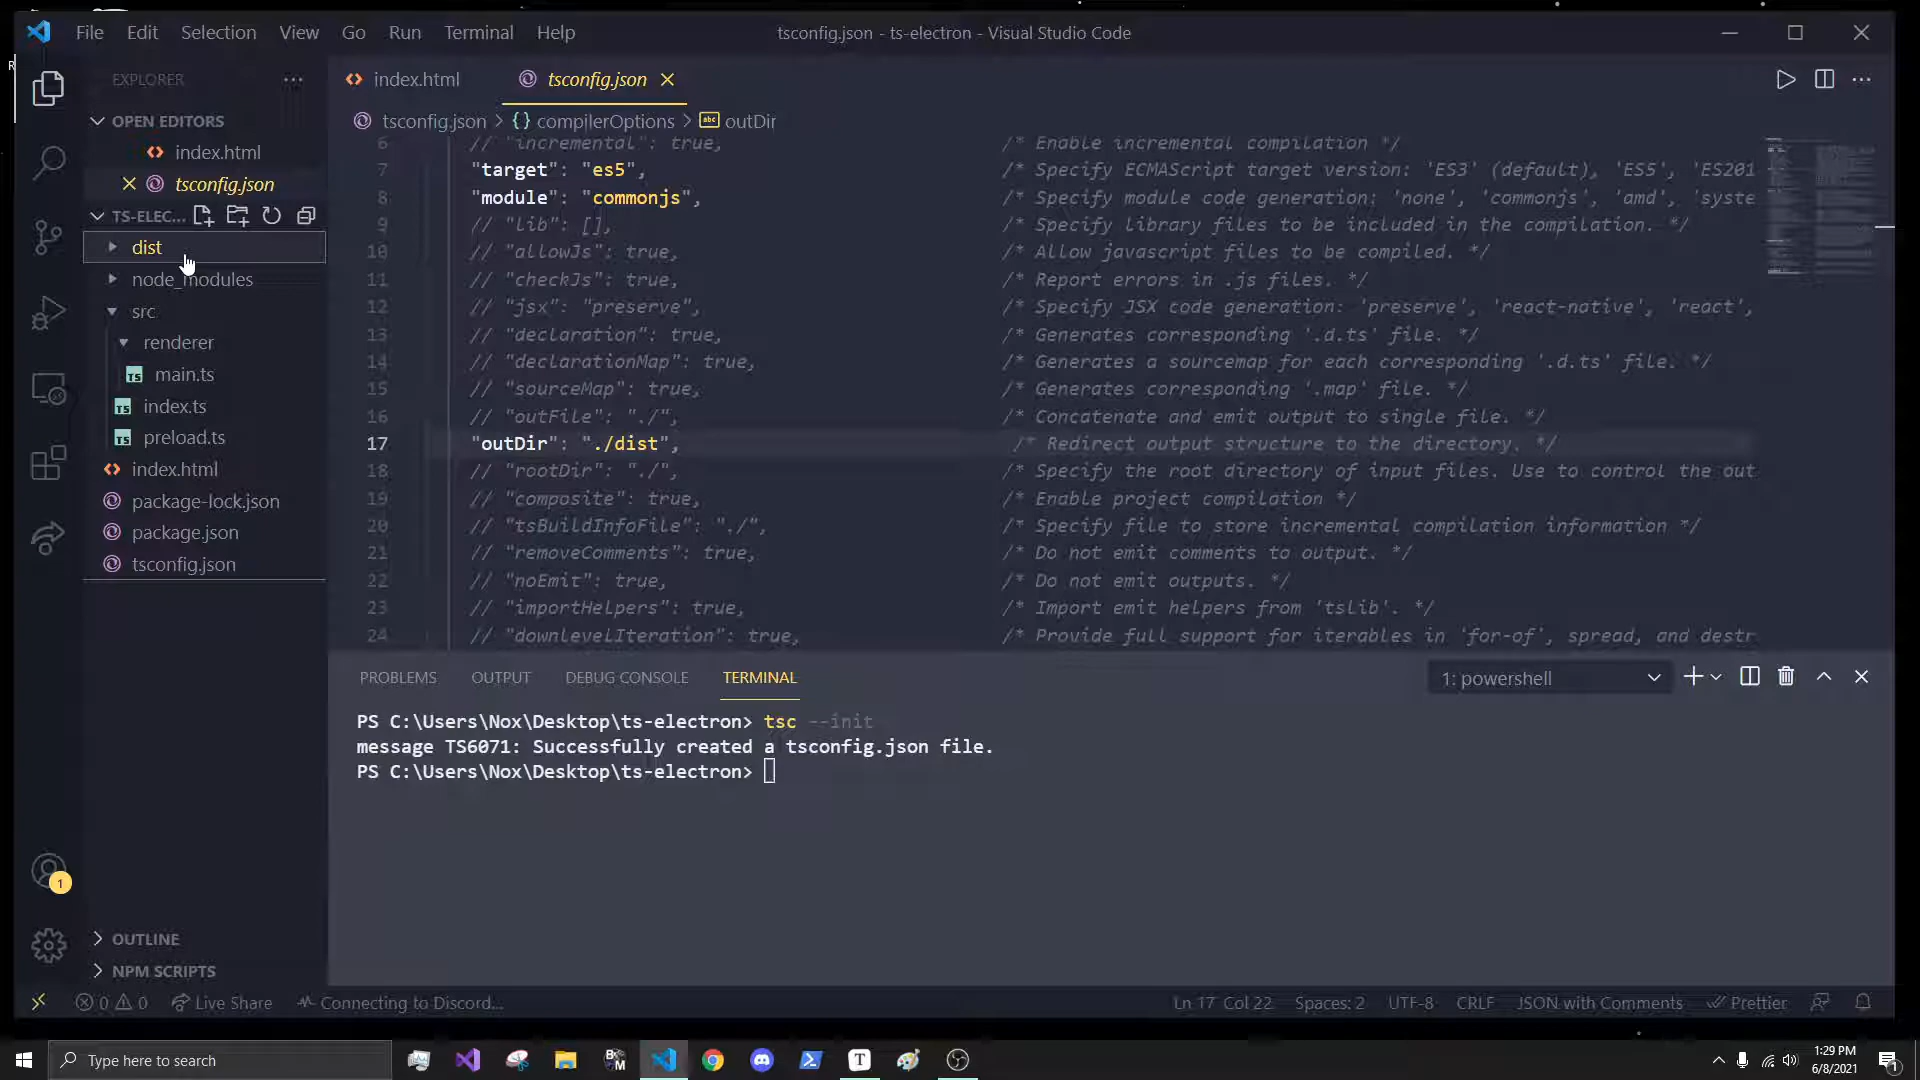 File Edit Selection View Go Run Terminal Help
tsconfig.json - ts-electron - Visual Studio Code
R
EXPLORER
OPEN EDITORS
index.html
tsconfig.json
TS-ELEC...
dist
node_modules
src
renderer
main.ts
index.ts
preload.ts
index.html
package-lock.json
package.json
tsconfig.json
OUTLINE
NPM SCRIPTS
index.html
tsconfig.json
tsconfig.json > {} compilerOptions > abc outDir
6 // "incremental": true, /* Enable incremental compilation */
7 "target": "es5", /* Specify ECMAScript target version: 'ES3' (default), 'ES5', 'ES201
8 "module": "commonjs", /* Specify module code generation: 'none', 'commonjs', 'amd', 'syste
9 // "lib": [], /* Specify library files to be included in the compilation. */
10 // "allowJs": true, /* Allow javascript files to be compiled. */
11 // "checkJs": true, /* Report errors in .js files. */
12 // "jsx": "preserve", /* Specify JSX code generation: 'preserve', 'react-native', 'react',
13 // "declaration": true, /* Generates corresponding '.d.ts' file. */
14 // "declarationMap": true, /* Generates a sourcemap for each corresponding '.d.ts' file. */
15 // "sourceMap": true, /* Generates corresponding '.map' file. */
16 // "outFile": "./", /* Concatenate and emit output to single file. */
17 "outDir": "./dist", /* Redirect output structure to the directory. */
18 // "rootDir": "./", /* Specify the root directory of input files. Use to control the out
19 // "composite": true, /* Enable project compilation */
20 // "tsBuildInfoFile": "./", /* Specify file to store incremental compilation information */
21 // "removeComments": true, /* Do not emit comments to output. */
22 // "noEmit": true, /* Do not emit outputs. */
23 // "importHelpers": true, /* Import emit helpers from 'tslib'. */
24 // "downlevelIteration": true, /* Provide full support for iterables in 'for-of', spread, and destr
PROBLEMS OUTPUT DEBUG CONSOLE TERMINAL
1: powershell
PS C:\Users\Nox\Desktop\ts-electron> tsc --init
message TS6071: Successfully created a tsconfig.json file.
PS C:\Users\Nox\Desktop\ts-electron>
1
0 0 Live Share Connecting to Discord...
Ln 17 Col 22 Spaces: 2 UTF-8 CRLF JSON with Comments Prettier
Type here to search
T
1:29 PM
6/8/2021
1